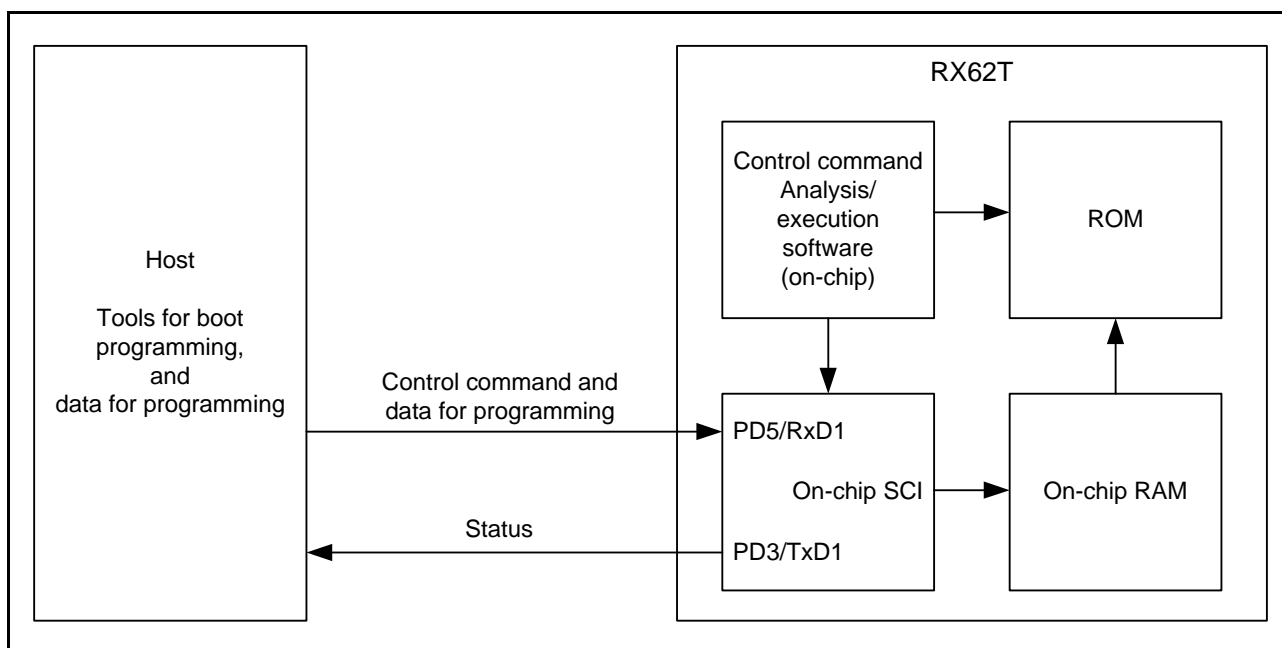 Host
Tools for boot
programming,
and
data for programming
Control command and
data for programming
Status
RX62T
Control command
Analysis/
execution
software
(on-chip)
ROM
PD5/RxD1
On-chip SCI
PD3/TxD1
On-chip RAM